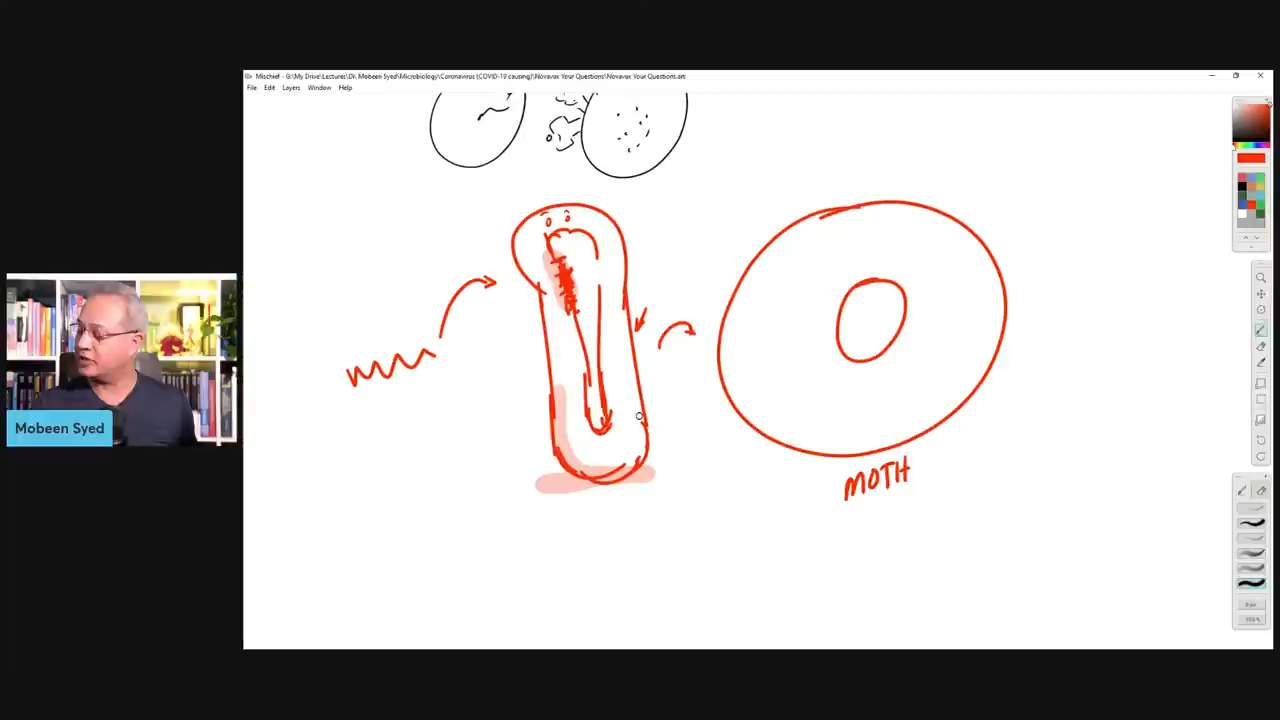 Mischief - G:\My Drive\Lectures\Dr. Mobeen Syed\Microbiology\Coronavirus (COVID-19 causing)\Novavax Your Questions\Novavax Your Questions.art
File Edit Layers Window Help
Mobeen Syed
MOTH